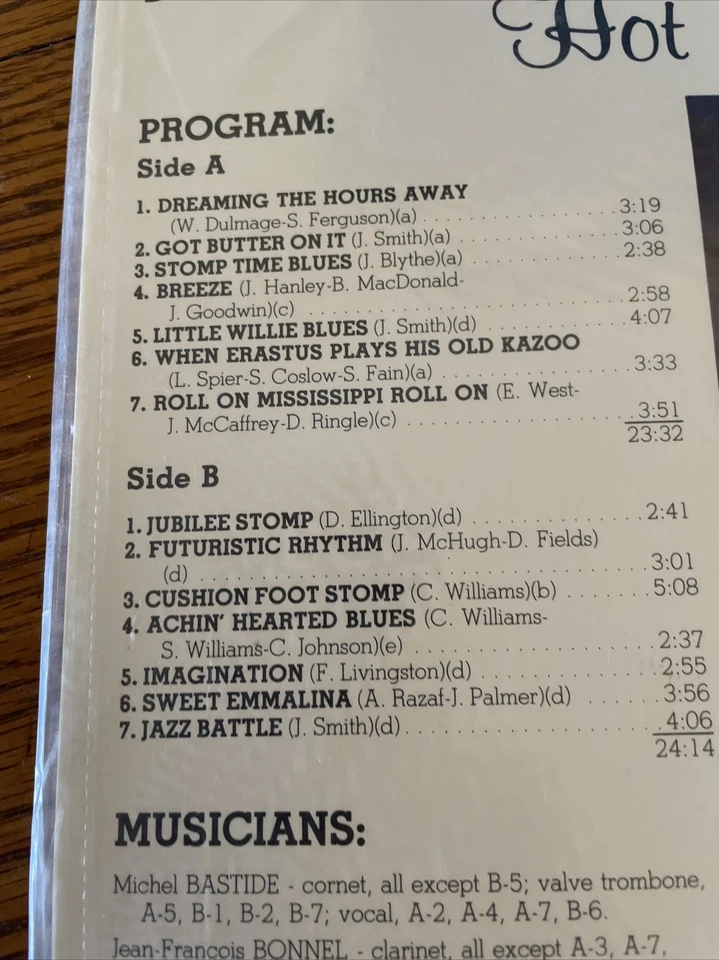 Hot
PROGRAM:
Side A
1. DREAMING THE HOURS AWAY
(W. Dulmage-S. Ferguson)(a) . . . . . . . . . . . . . . . . 3:19
2. GOT BUTTER ON IT (J. Smith)(a) . . . . . . . . . . . . . 3:06
3. STOMP TIME BLUES (J. Blythe)(a) . . . . . . . . . . . . 2:38
4. BREEZE (J. Hanley-B. MacDonald-
J. Goodwin)(c) . . . . . . . . . . . . . . . . . . . . . . . . . 2:58
5. LITTLE WILLIE BLUES (J. Smith)(d) . . . . . . . . . . . 4:07
6. WHEN ERASTUS PLAYS HIS OLD KAZOO
(L. Spier-S. Coslow-S. Fain)(a) . . . . . . . . . . . . . . . 3:33
7. ROLL ON MISSISSIPPI ROLL ON (E. West-
J. McCaffrey-D. Ringle)(c) . . . . . . . . . . . . . . . . . . 3:51
23:32
Side B
1. JUBILEE STOMP (D. Ellington)(d) . . . . . . . . . . . . . 2:41
2. FUTURISTIC RHYTHM (J. McHugh-D. Fields)
(d) . . . . . . . . . . . . . . . . . . . . . . . . . . . . . . . . . . 3:01
3. CUSHION FOOT STOMP (C. Williams)(b) . . . . . . . 5:08
4. ACHIN' HEARTED BLUES (C. Williams-
S. Williams-C. Johnson)(e) . . . . . . . . . . . . . . . . . . 2:37
5. IMAGINATION (F. Livingston)(d) . . . . . . . . . . . . . . 2:55
6. SWEET EMMALINA (A. Razaf-J. Palmer)(d) . . . . . . 3:56
7. JAZZ BATTLE (J. Smith)(d) . . . . . . . . . . . . . . . . . . 4:06
24:14
MUSICIANS:
Michel BASTIDE - cornet, all except B-5; valve trombone,
A-5, B-1, B-2, B-7; vocal, A-2, A-4, A-7, B-6.
Jean-François BONNEL - clarinet, all except A-3, A-7,